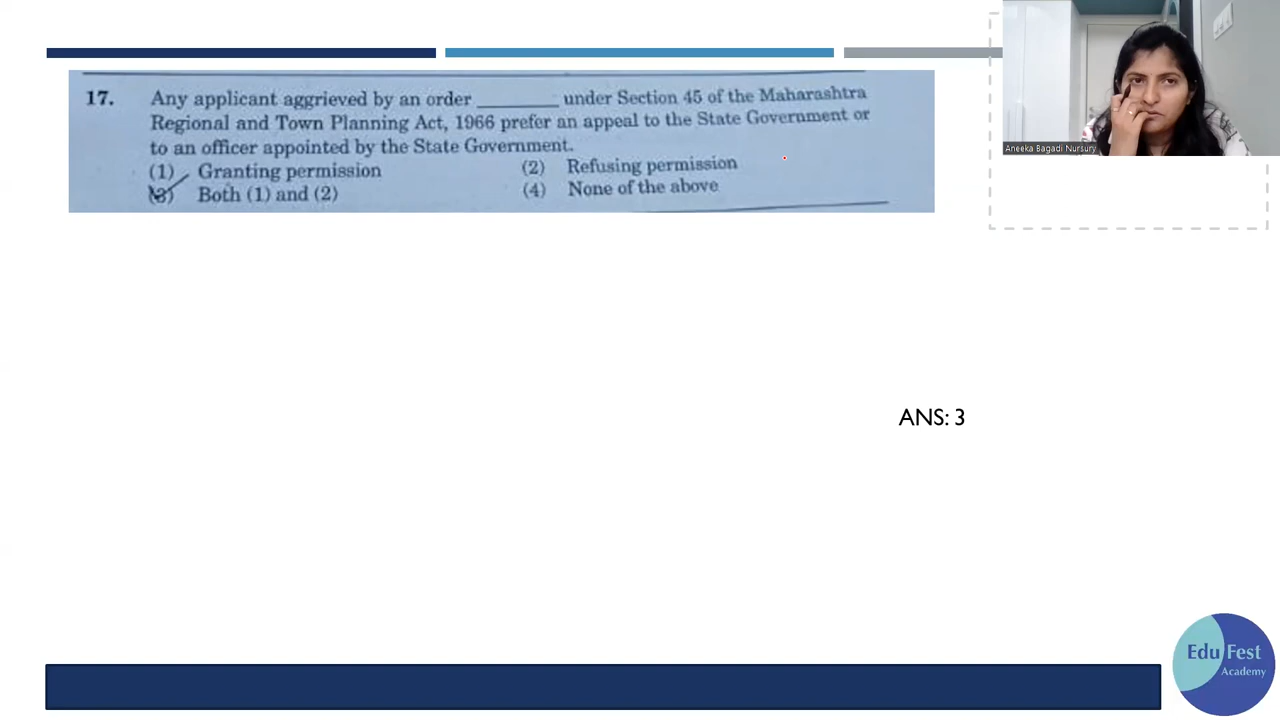 17. Any applicant aggrieved by an order ________ under Section 45 of the Maharashtra
Regional and Town Planning Act, 1966 prefer an appeal to the State Government or
to an officer appointed by the State Government.
(1) Granting permission (2) Refusing permission
(3) Both (1) and (2) (4) None of the above
Aneeka Bagadi Nursury
ANS: 3
Edu Fest
Academy